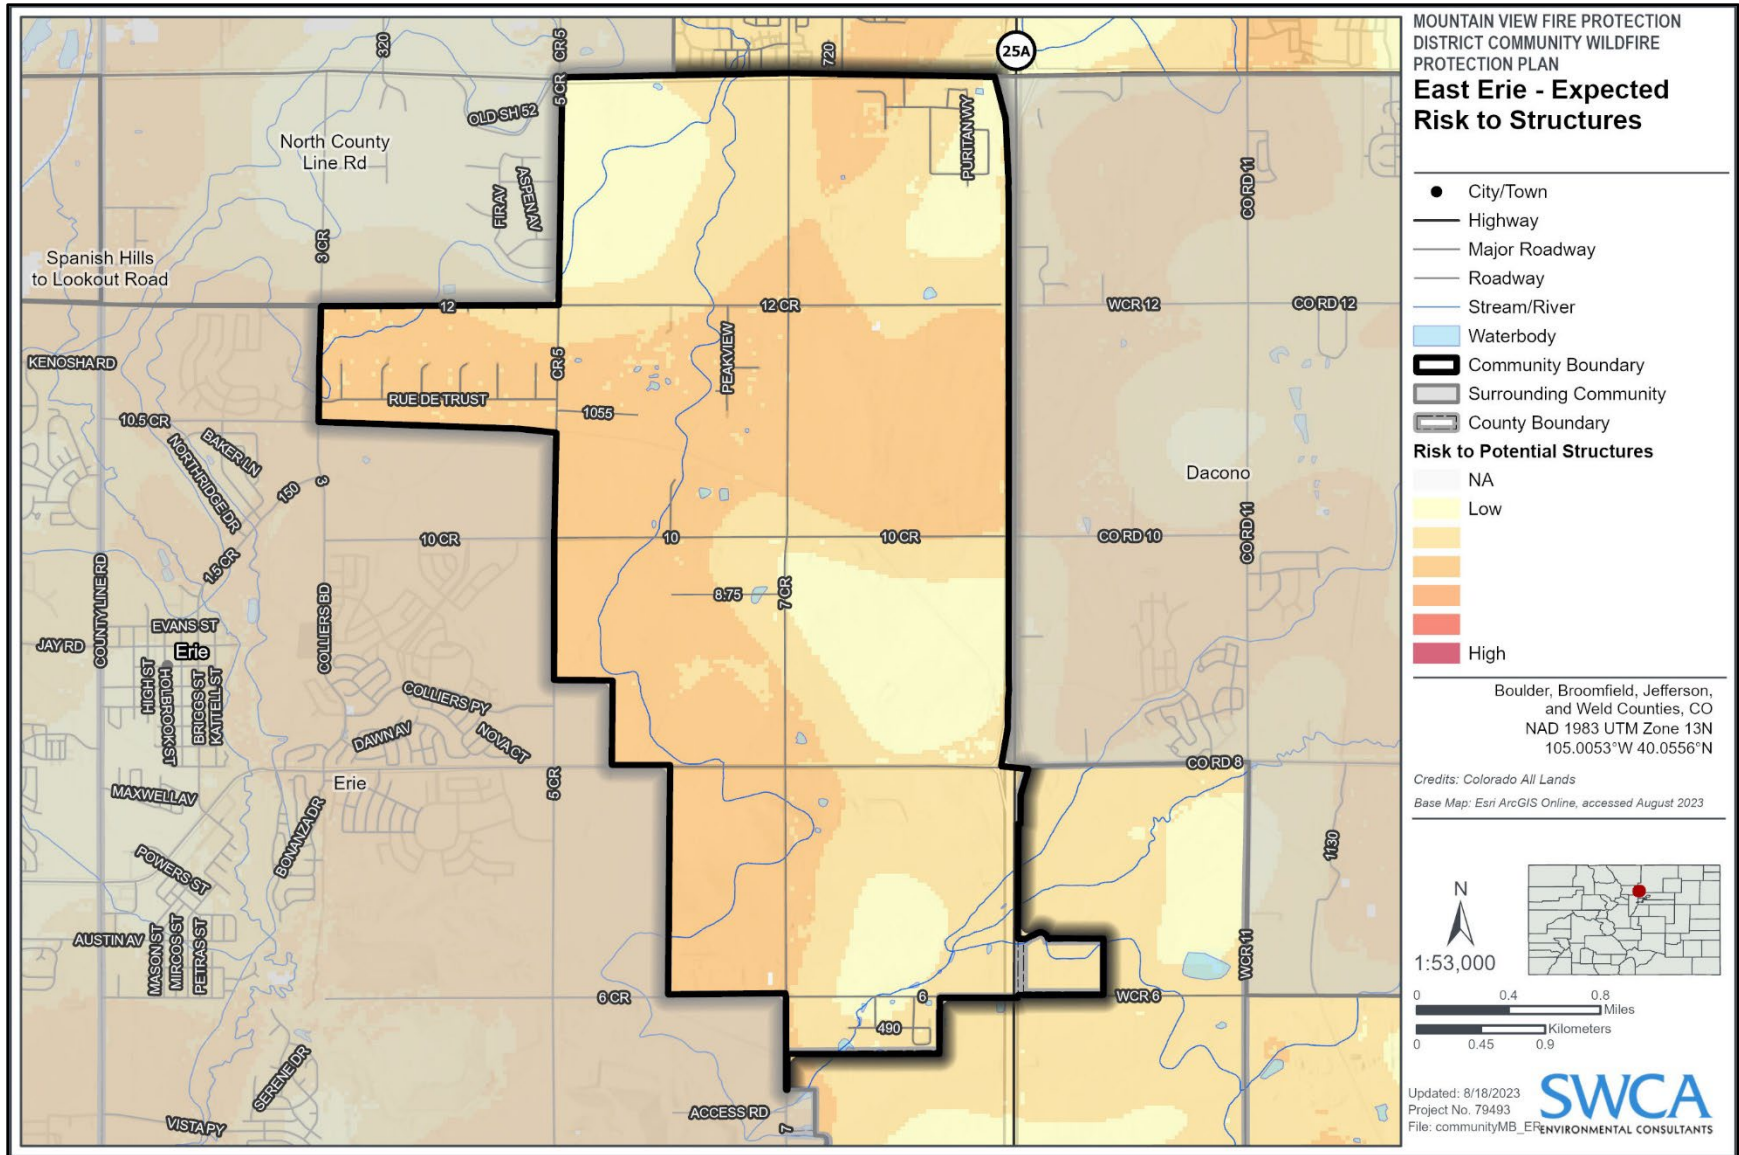 MOUNTAIN VIEW FIRE PROTECTION
DISTRICT COMMUNITY WILDFIRE
PROTECTION PLAN
East Erie - Expected
Risk to Structures
City/Town
Highway
Major Roadway
Roadway
Stream/River
Waterbody
Community Boundary
Surrounding Community
County Boundary
Risk to Potential Structures
NA
Low
High
Boulder, Broomfield, Jefferson,
and Weld Counties, CO
NAD 1983 UTM Zone 13N
105.0053°W 40.0556°N
Credits: Colorado All Lands
Base Map: Esri ArcGIS Online, accessed August 2023
N
1:53,000
0 0.4 0.8
Miles
Kilometers
0 0.45 0.9
Updated: 8/18/2023
Project No. 79493
File: communityMB_ER
SWCA
ENVIRONMENTAL CONSULTANTS
320
CR 5
720
25A
5 CR
OLD SH 52
North County
Line Rd
PURITAN WY
FIR AV
ASPEN AV
CO RD 11
3 CR
Spanish Hills
to Lookout Road
12
12 CR
WCR 12
CO RD 12
KENOSHA RD
CR 5
PEAKVIEW
RUE DE TRUST
1055
10.5 CR
BAKER LN
NORTHRIDGE DR
150
3
Dacono
10 CR
10
10 CR
CO RD 10
CO RD 11
1.5 CR
COUNTY LINE RD
COLLIERS BD
8.75
7 CR
EVANS ST
JAY RD
Erie
HIGH ST
HOLBROOK ST
BRIGGS ST
KATTELL ST
COLLIERS PY
DAWN AV
NOVA CT
CO RD 8
Erie
5 CR
MAXWELL AV
BONANZA DR
POWERS ST
1130
AUSTIN AV
MASON ST
MIRCOS ST
PETRAS ST
WCR 11
6 CR
6
WCR 6
490
SERENE DR
ACCESS RD
7
VISTA PY